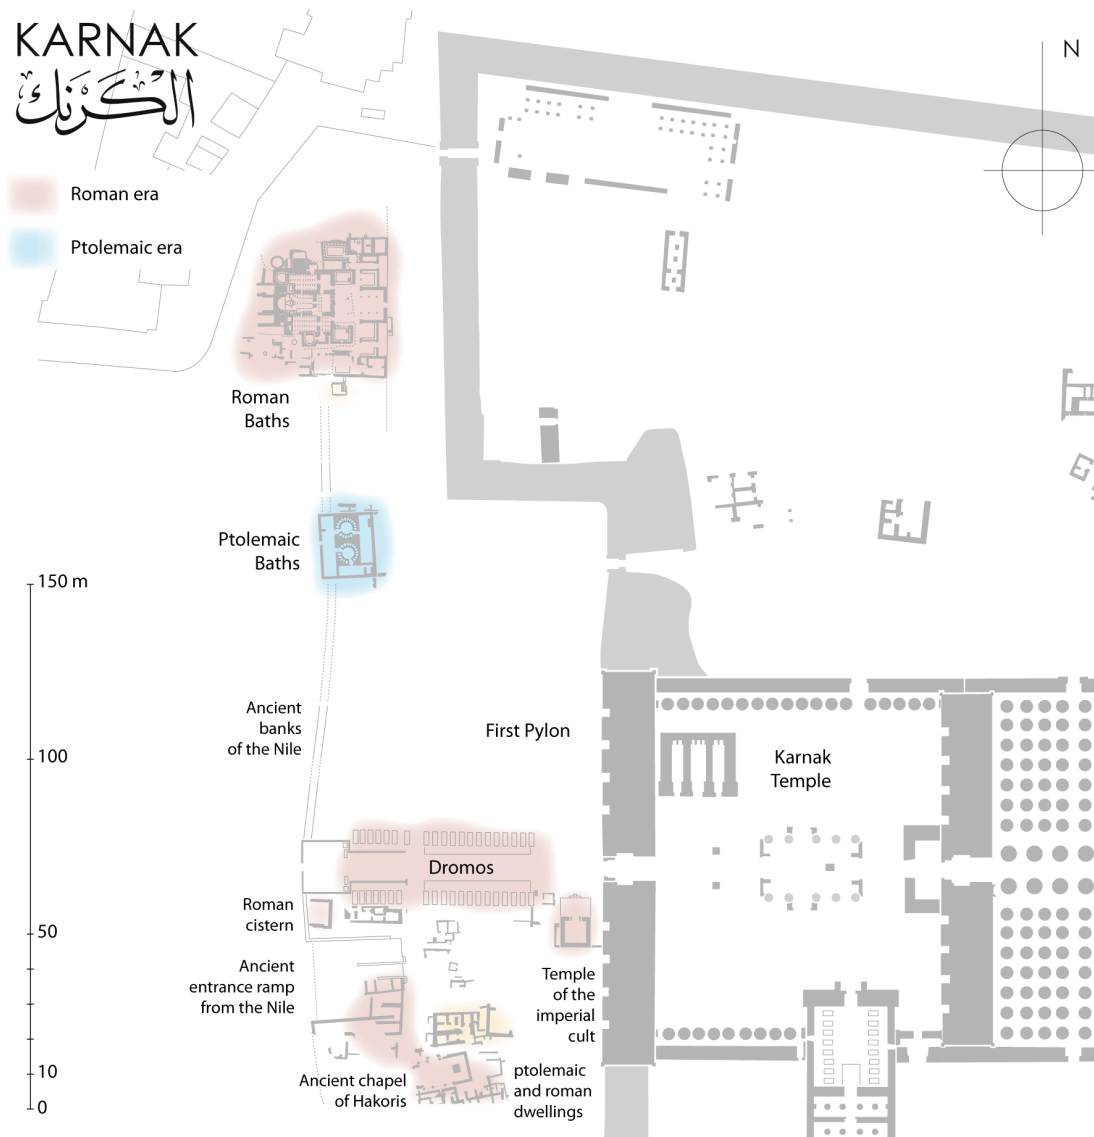 KARNAK
الكَرْنَك
N
Roman era
Ptolemaic era
Roman
Baths
Ptolemaic
Baths
150 m
Ancient
banks
of the Nile
First Pylon
Karnak
Temple
100
Dromos
Roman
cistern
50
Ancient
entrance ramp
from the Nile
Temple
of the
imperial
cult
10
Ancient chapel
of Hakoris
ptolemaic
and roman
dwellings
0